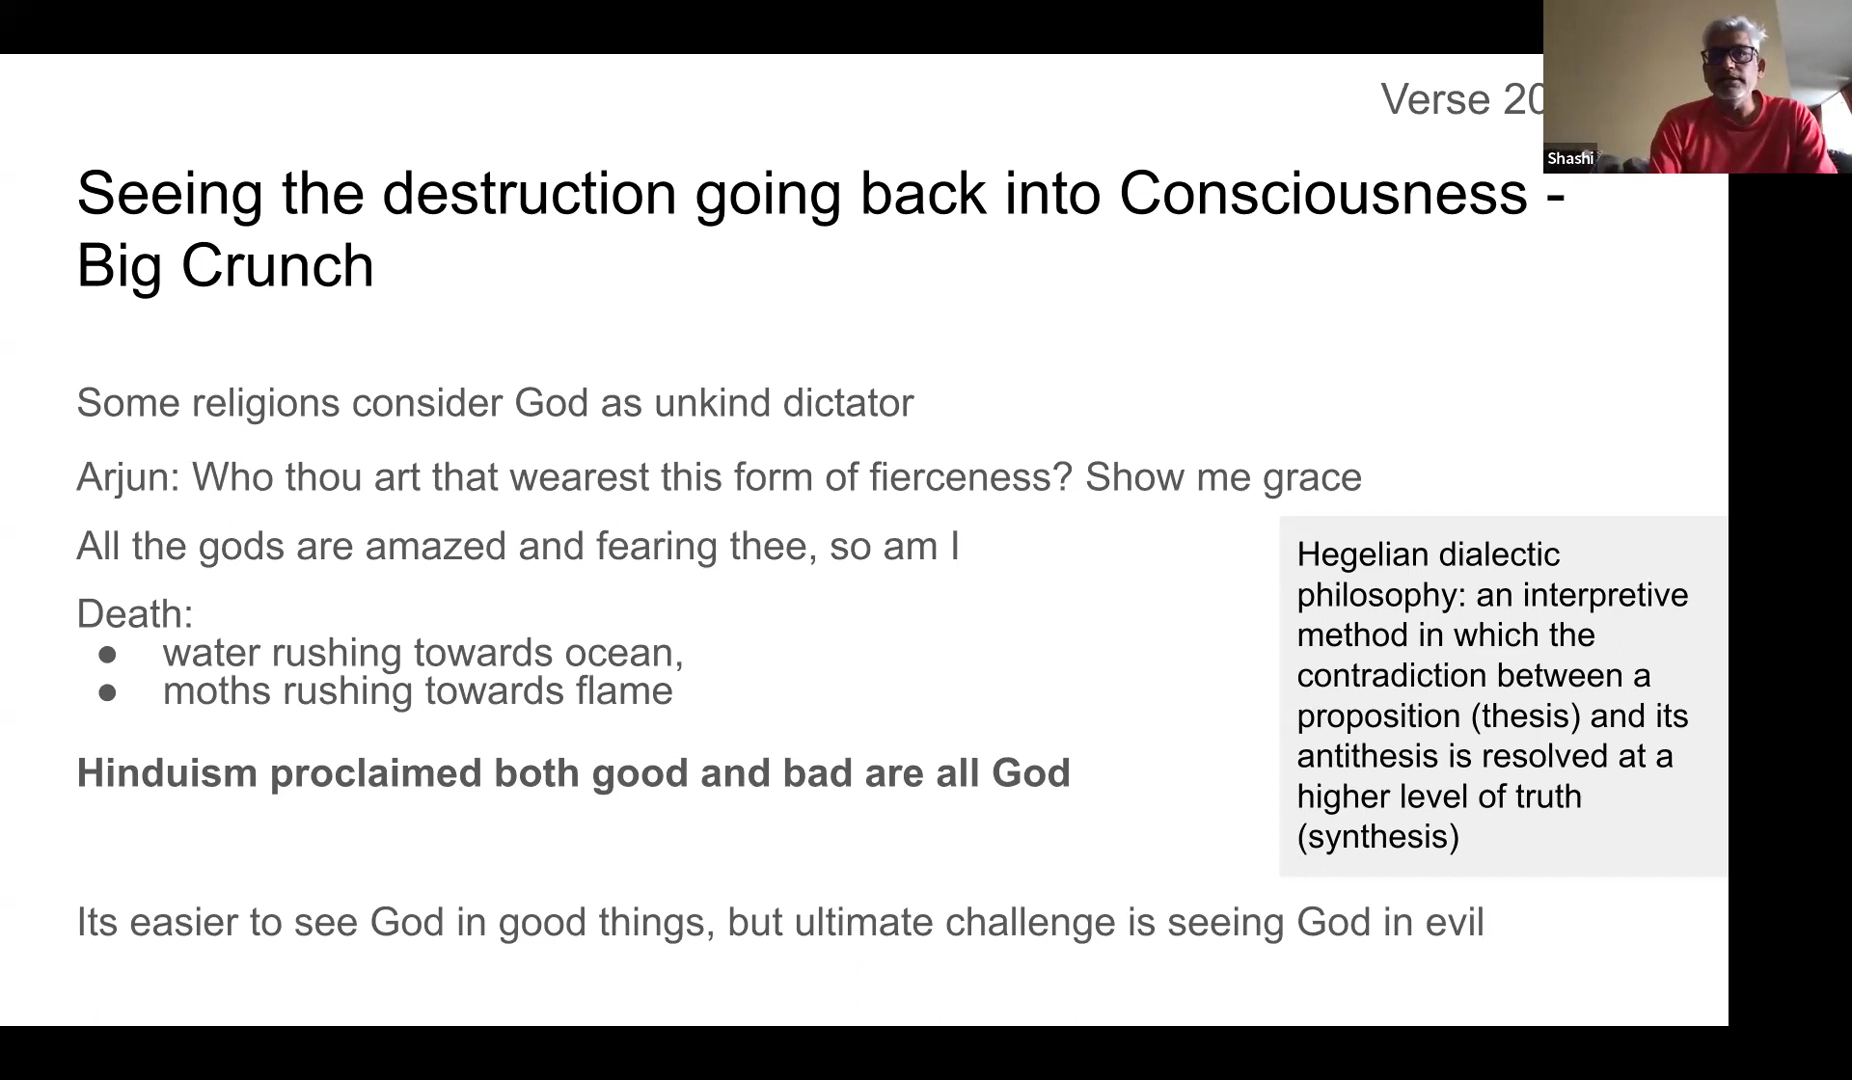 Verse 20
Shashi
Seeing the destruction going back into Consciousness -
Big Crunch
Some religions consider God as unkind dictator
Arjun: Who thou art that wearest this form of fierceness? Show me grace
All the gods are amazed and fearing thee, so am I
Death:
● water rushing towards ocean,
● moths rushing towards flame
Hinduism proclaimed both good and bad are all God
Hegelian dialectic
philosophy: an interpretive
method in which the
contradiction between a
proposition (thesis) and its
antithesis is resolved at a
higher level of truth
(synthesis)
Its easier to see God in good things, but ultimate challenge is seeing God in evil